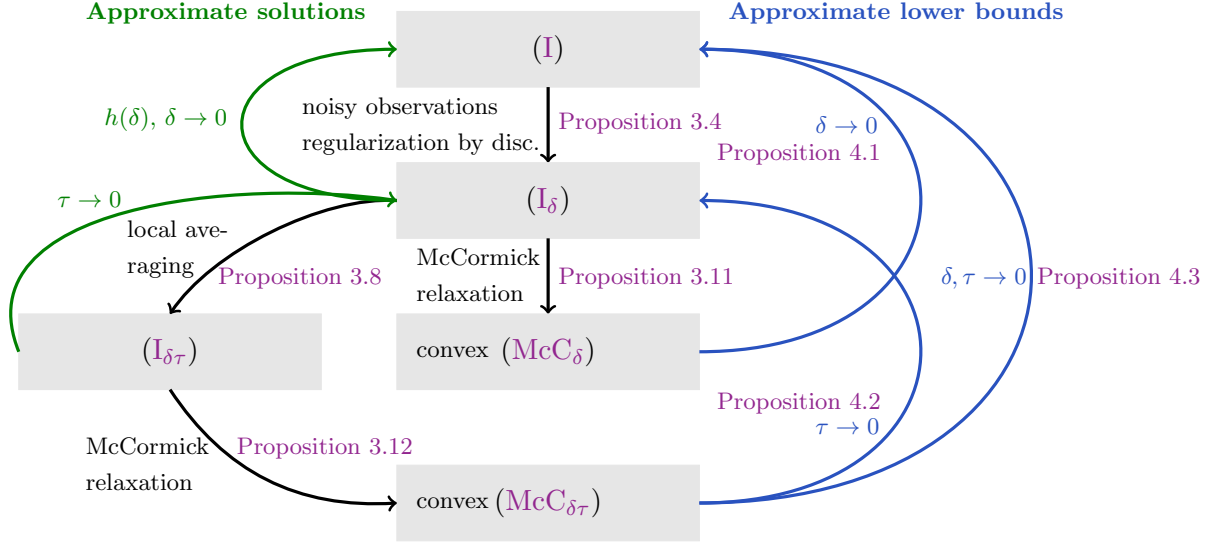 Approximate solutions
Approximate lower bounds
(I)
noisy observations
regularization by disc.
Proposition 3.4
h(δ), δ → 0
δ → 0
Proposition 4.1
τ → 0
(I_δ)
local ave-
raging
Proposition 3.8
McCormick
relaxation
Proposition 3.11
δ, τ → 0
Proposition 4.3
(I_δτ)
convex (McC_δ)
Proposition 4.2
τ → 0
McCormick
relaxation
Proposition 3.12
convex (McC_δτ)